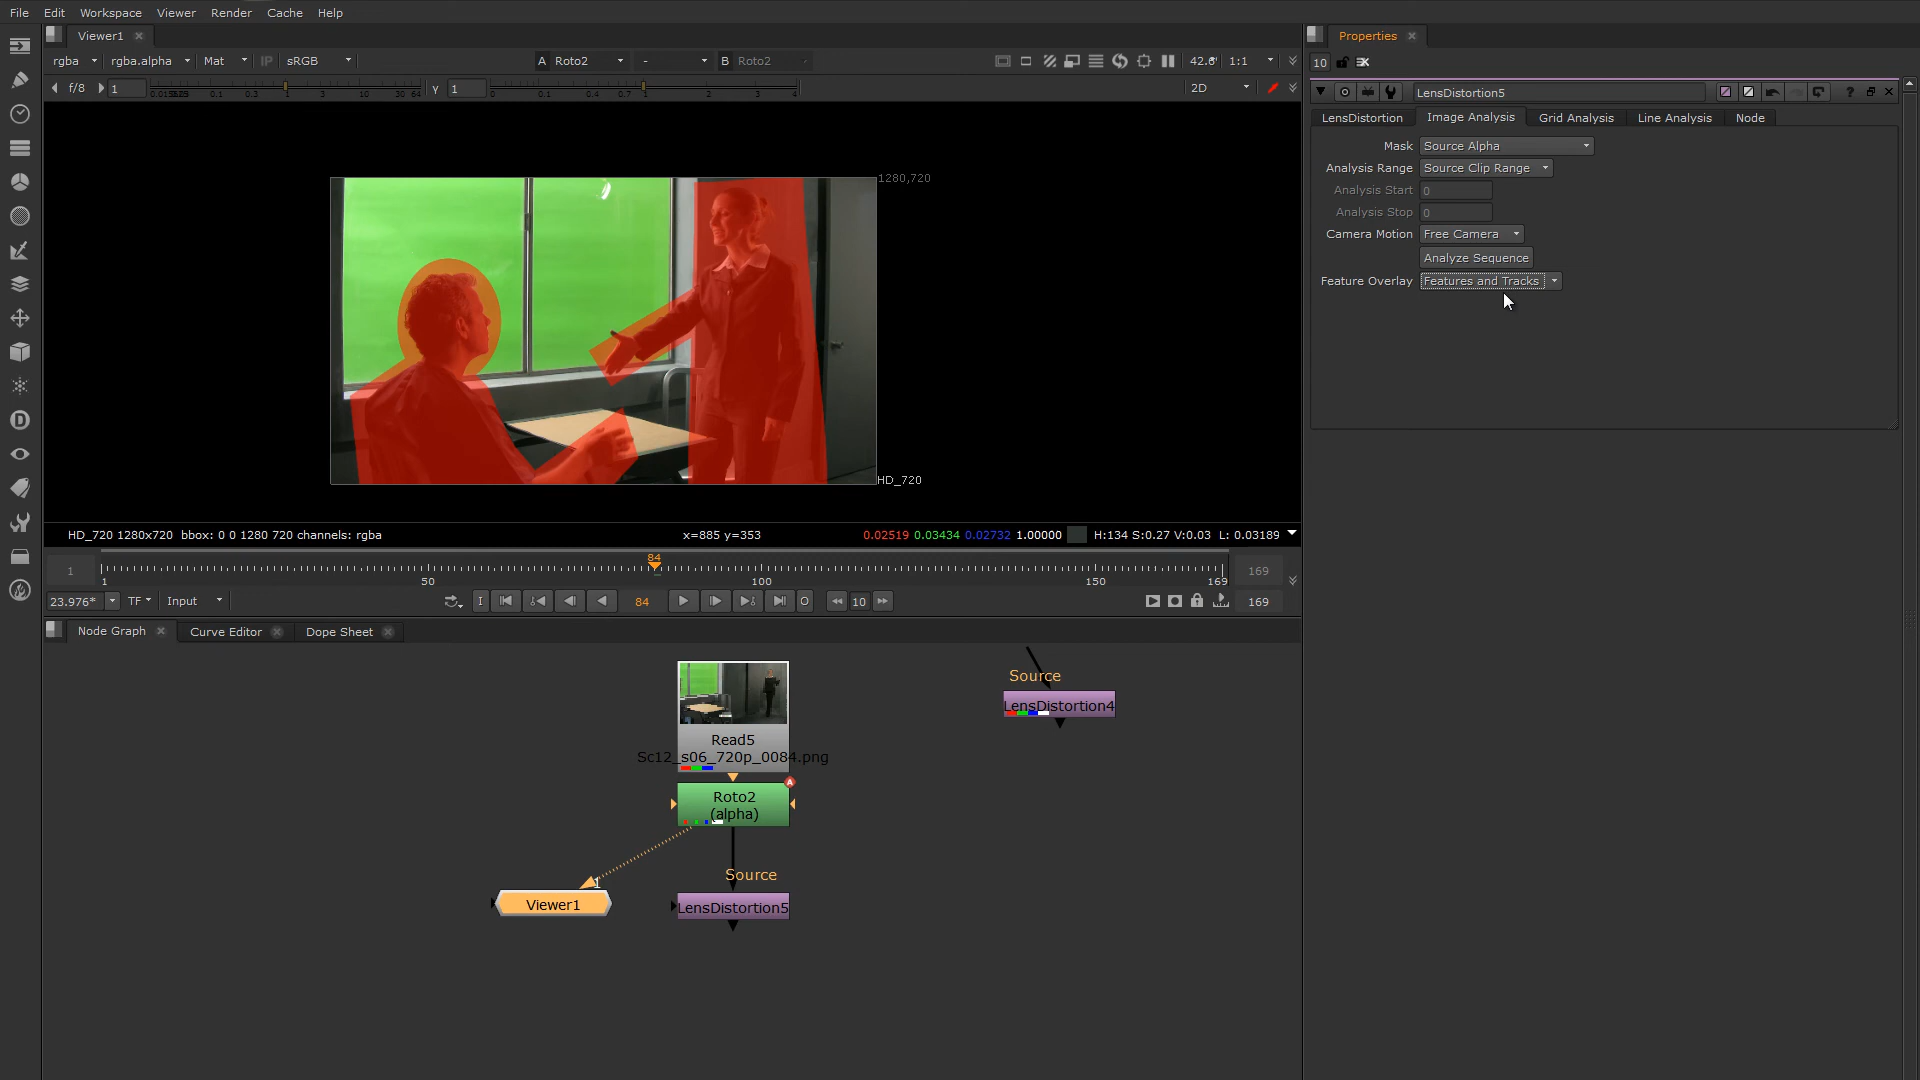 File Edit Workspace Viewer Render Cache Help
Viewer1
rgba rgba.alpha Mat IP sRGB A Roto2 - B Roto2 1:1
f/8 1 Y 1 2D
1280,720
HD_720
HD_720 1280x720 bbox: 0 0 1280 720 channels: rgba x=885 y=353 0.02519 0.03434 0.02732 1.00000 H:134 S:0.27 V:0.03 L: 0.03189
84
1 169
1 50 100 150 169
23.976* TF Input I 84 O 10 169
Node Graph Curve Editor Dope Sheet
Read5
Sc12_s06_720p_0084.png
A
Roto2
(alpha)
Source
1
Viewer1
LensDistortion5
Source
LensDistortion4
Properties
10
LensDistortion5
LensDistortion Image Analysis Grid Analysis Line Analysis Node
Mask Source Alpha
Analysis Range Source Clip Range
Analysis Start 0
Analysis Stop 0
Camera Motion Free Camera
Analyze Sequence
Feature Overlay Features and Tracks